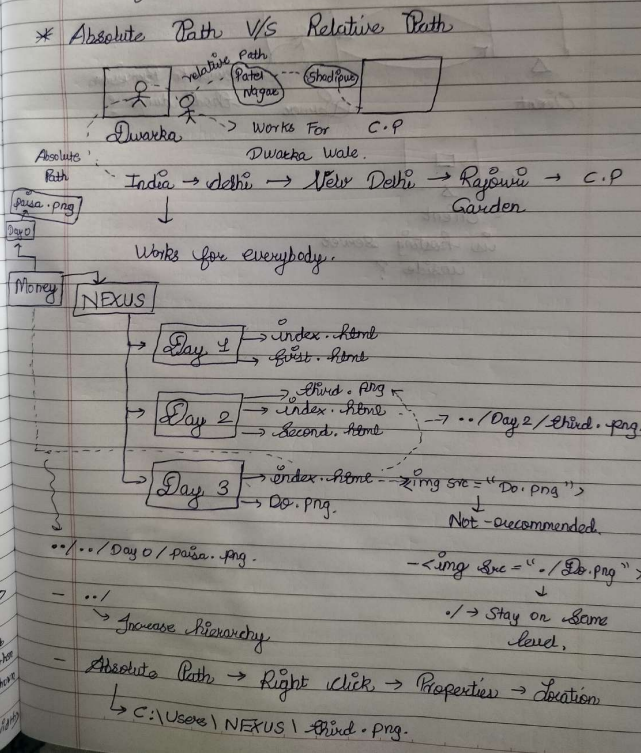 * Absolute Path V/S Relative Path
relative Path
Patel Nagar
Shadipur
Dwarka
Works For Dwarka Wale.
C.P
Absolute Path
India → delhi → New Delhi → Rajouri Garden → C.P
Works for everybody.
paisa.png
Day 0
Money
NEXUS
Day 1
index.html
first.html
Day 2
third.png
index.html
second.html
../Day 2/third.png
Day 3
index.html
<img src="Do.png">
Do.png.
Not-recommended.
../../Day 0/paisa.png.
-<img src="./Do.png">
./ → Stay on Same level.
- ../
Increase hierarchy
- Absolute Path → Right click → Properties → Location
C:\Users\NEXUS\third.png.